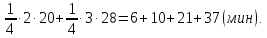 1/4 · 2 · 20 + 1/4 · 3 · 28 = 6 + 10 + 21 + 37 (мин).